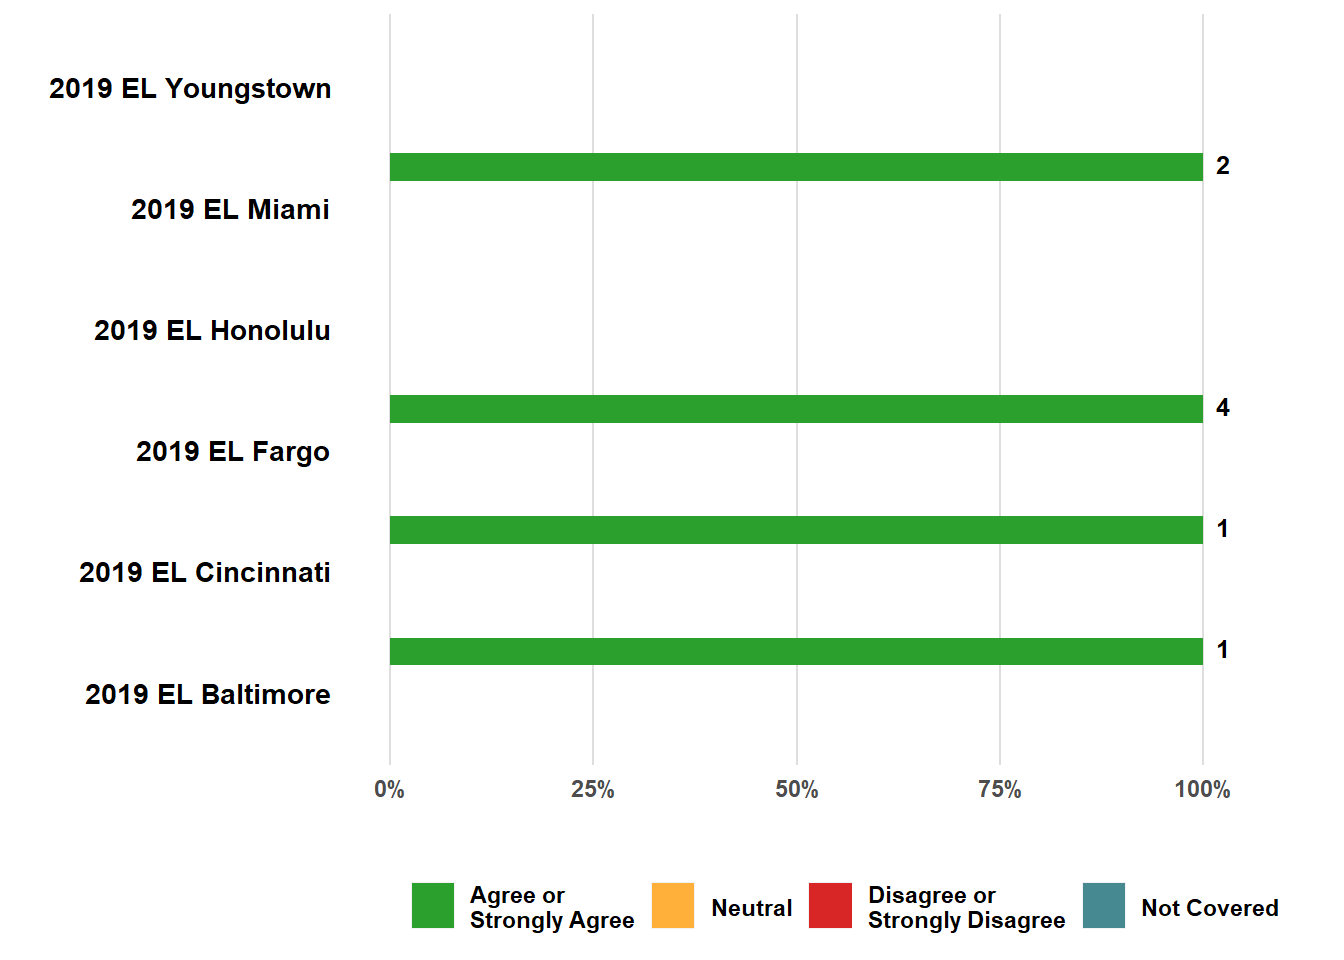 2019 EL Youngstown
2
2019 EL Miami
2019 EL Honolulu
4
2019 EL Fargo
1
2019 EL Cincinnati
1
2019 EL Baltimore
0% 25% 50% 75% 100%
Agree or
Strongly Agree
Neutral
Disagree or
Strongly Disagree
Not Covered